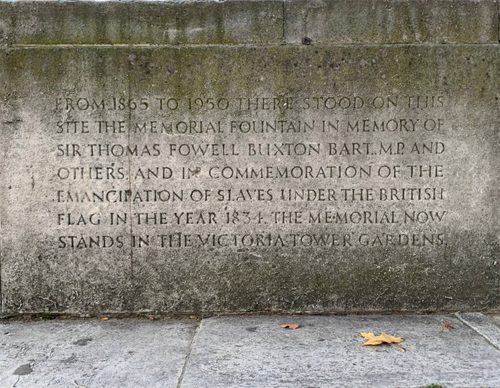 FROM 1865 TO 1950 THERE STOOD ON THIS
SITE THE MEMORIAL FOUNTAIN IN MEMORY OF
SIR THOMAS FOWELL BUXTON BART. M.P. AND
OTHERS, AND IN COMMEMORATION OF THE
EMANCIPATION OF SLAVES UNDER THE BRITISH
FLAG IN THE YEAR 1834. THE MEMORIAL NOW
STANDS IN THE VICTORIA TOWER GARDENS.